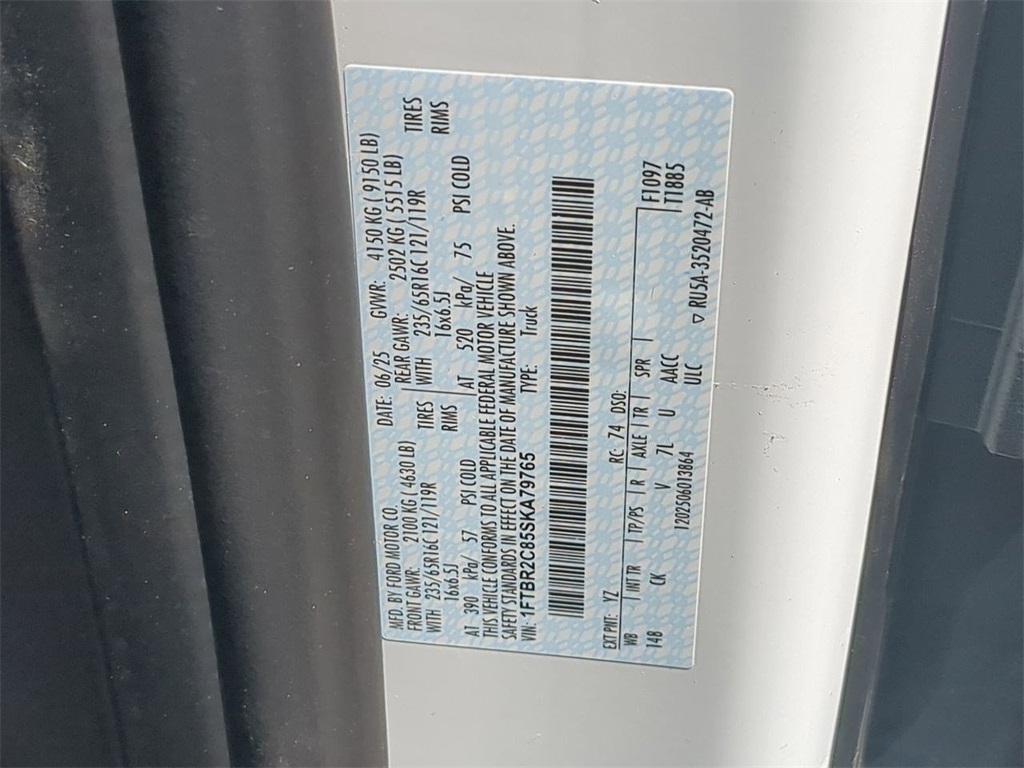 MFD. BY FORD MOTOR CO.
DATE: 06/25 GVWR: 4150 KG ( 9150 LB)
FRONT GAWR: 2100 KG ( 4630 LB) REAR GAWR: 2502 KG ( 5515 LB)
WITH 235/65R16C 121/119R TIRES WITH 235/65R16C 121/119R TIRES
16x6.5J RIMS 16x6.5J RIMS
AT 390 kPa/ 57 PSI COLD AT 520 kPa/ 75 PSI COLD
THIS VEHICLE CONFORMS TO ALL APPLICABLE FEDERAL MOTOR VEHICLE
SAFETY STANDARDS IN EFFECT ON THE DATE OF MANUFACTURE SHOWN ABOVE.
VIN: 1FTBR2C85SKA79765 TYPE: Truck
EXT PNT: YZ RC: 74 DSO: F1097
WB INT TR TP/PS R AXLE TR SPR T1885
148 CK V 7L U AACC ▽ RU5A-3520472-AB
1202506013864 ULC